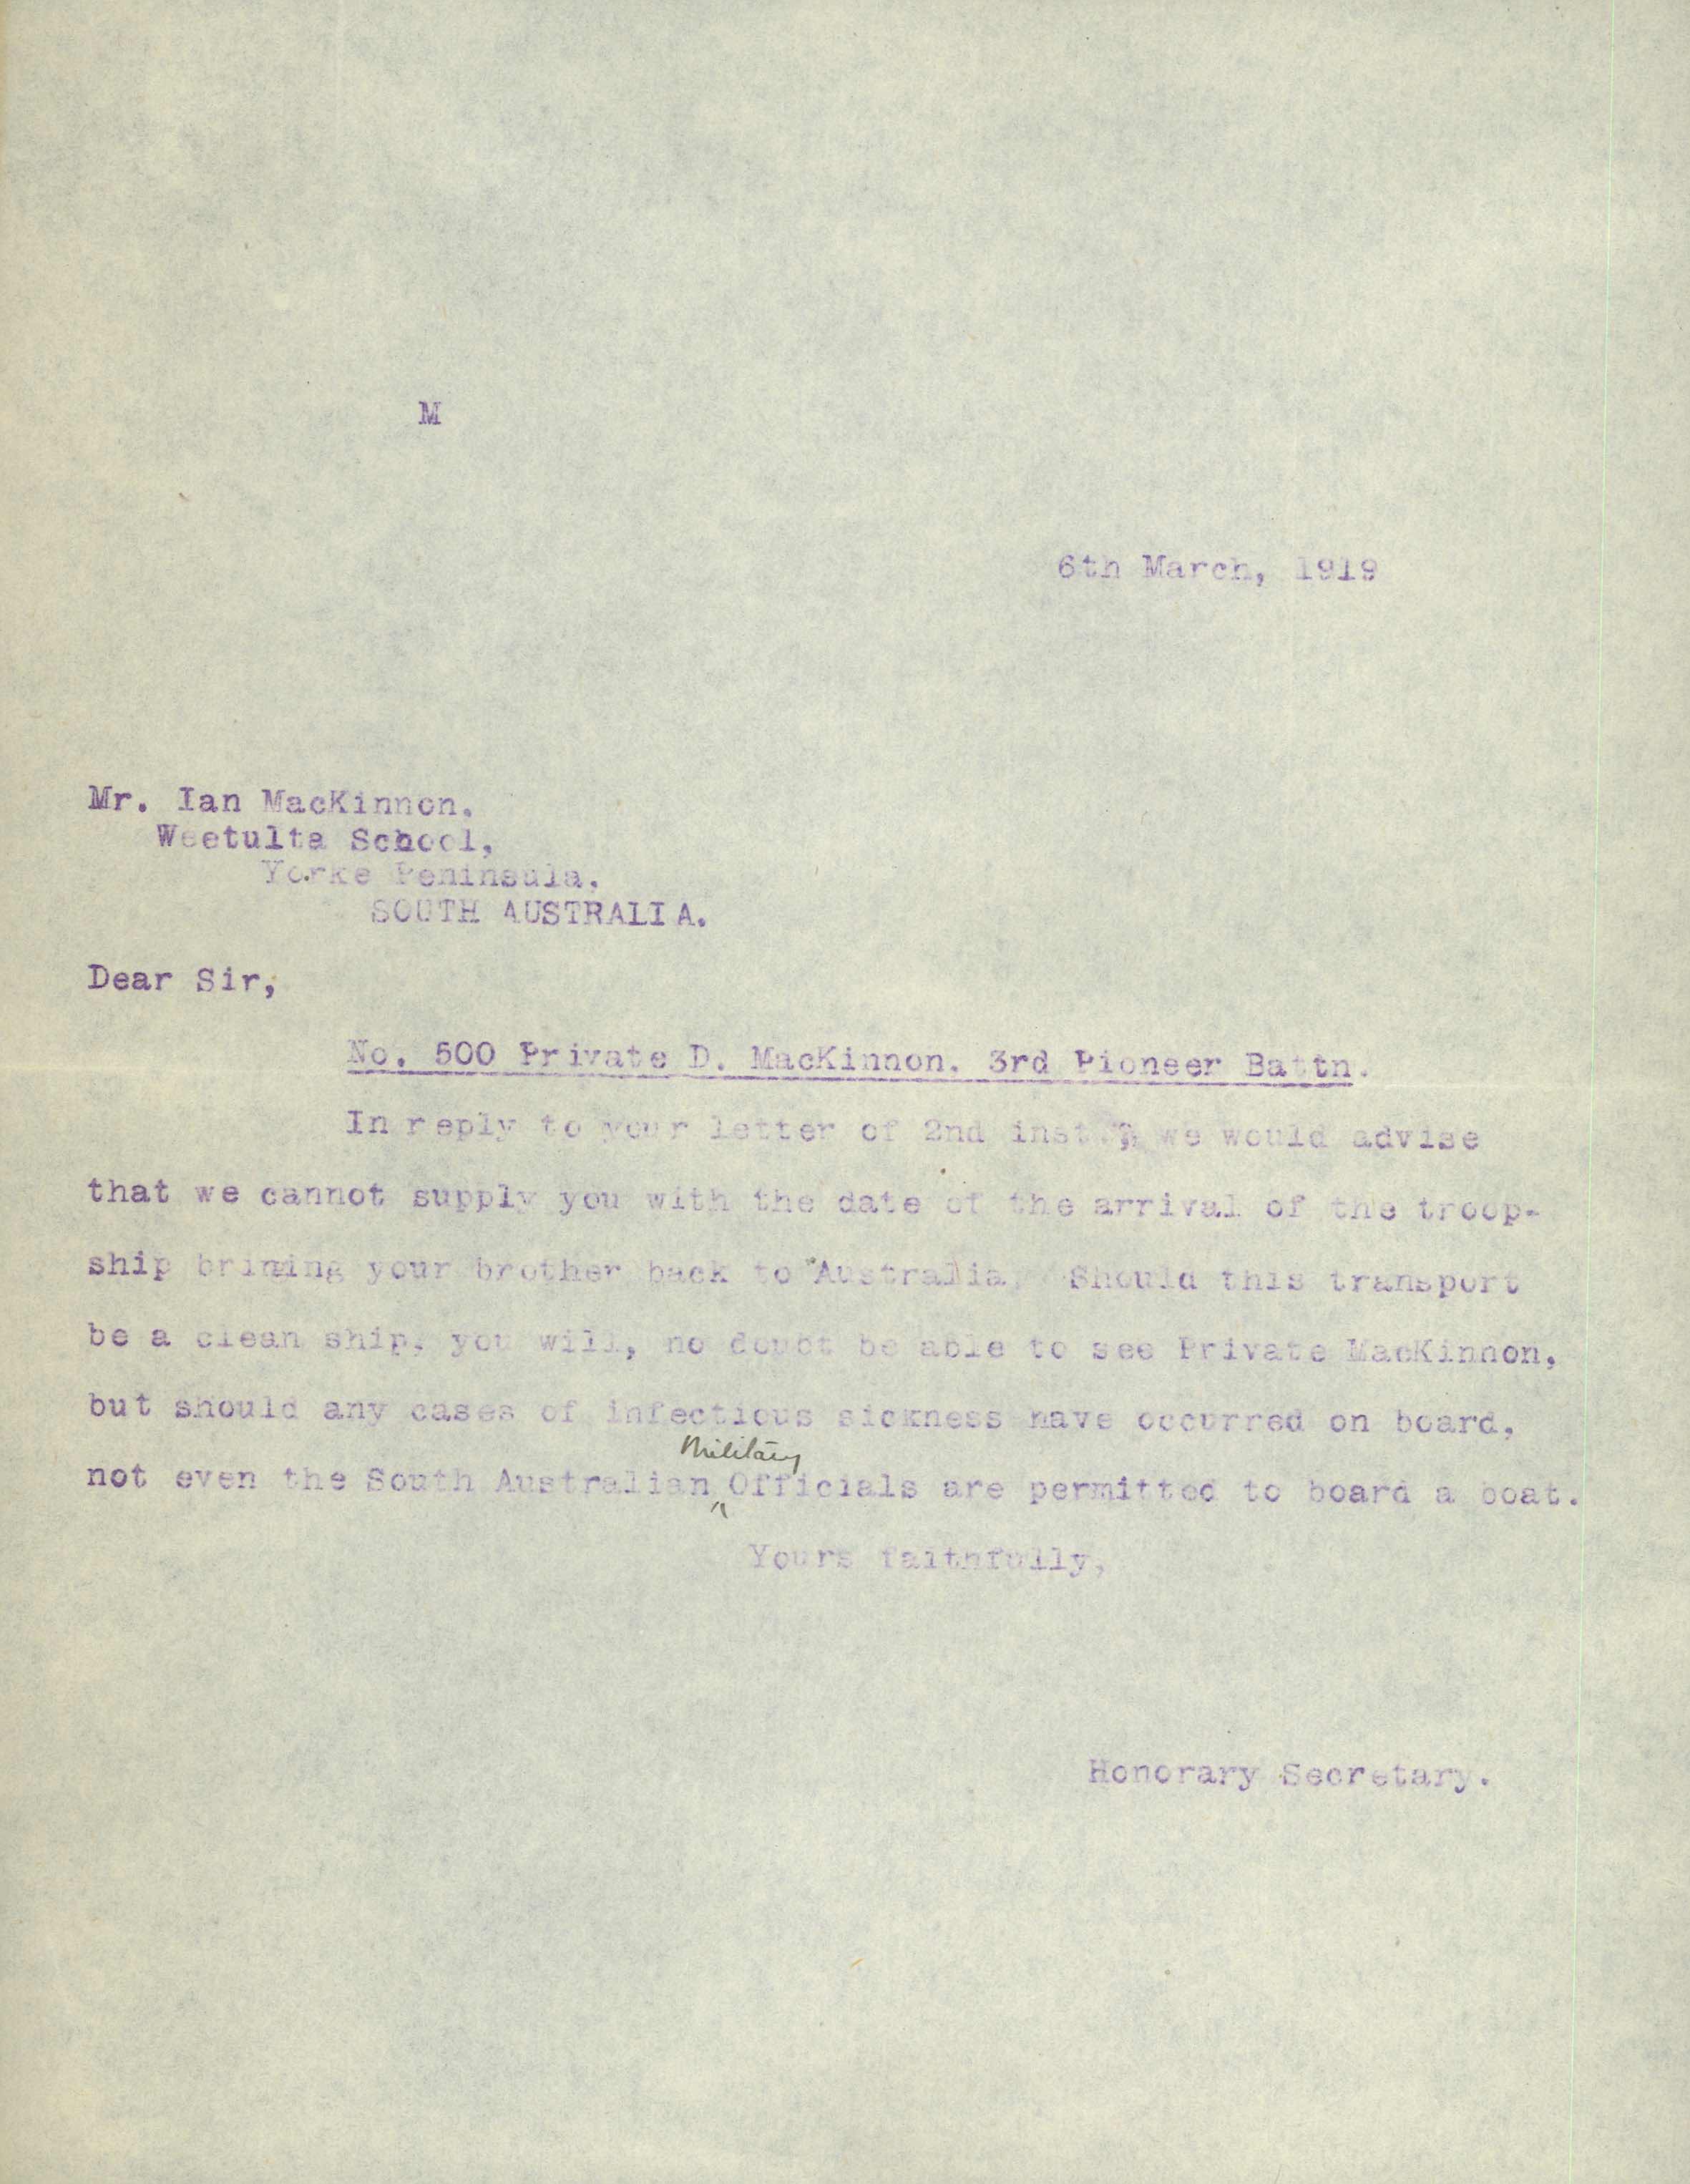 M
6th March, 1919
Mr. Ian MacKinnon.
Weetulta School,
Yorke Peninsula.
SOUTH AUSTRALIA.
Dear Sir,
No. 500 Private D. MacKinnon. 3rd Pioneer Battn.
In reply to your letter of 2nd inst., we would advise
that we cannot supply you with the date of the arrival of the troop-
ship brining your brother back to Australia. Should this transport
be a clean ship, you will, no doubt be able to see Private MacKinnon,
but should any cases of infectious sickness have occurred on board,
Military
not even the South Australian ^ Officials are permitted to board a boat.
Yours faithfully,
Honorary Secretary.